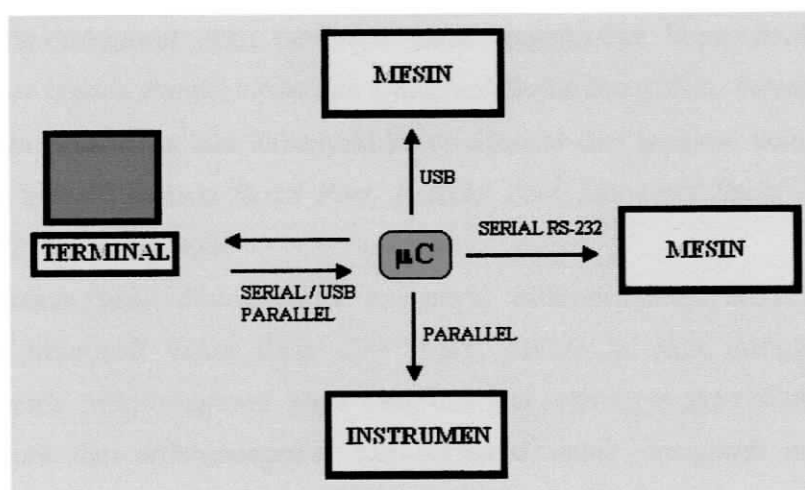 MESIN
USB
TERMINAL
SERIAL RS-232
µC
MESIN
SERIAL / USB
PARALLEL
PARALLEL
INSTRUMEN